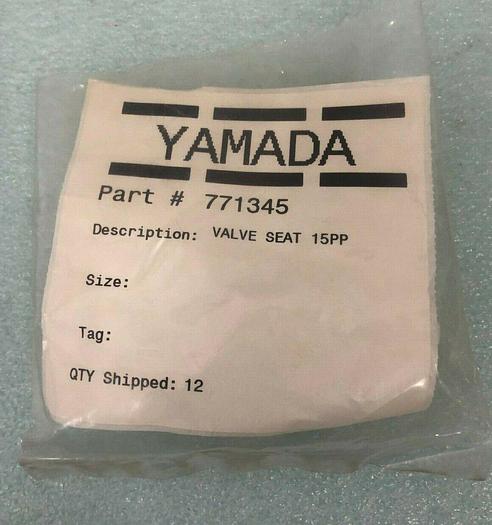 YAMADA
Part # 771345
Description: VALVE SEAT 15PP
Size:
Tag:
QTY Shipped: 12